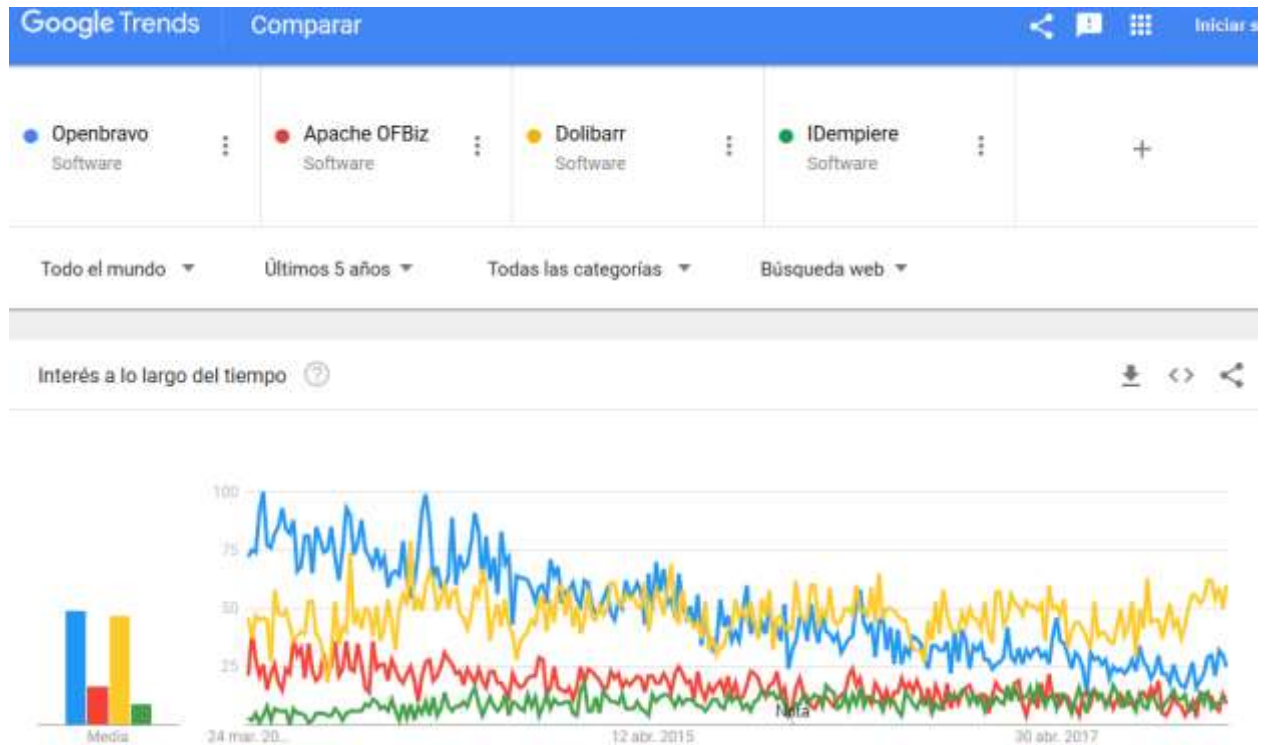 Google Trends Comparar Iniciar s
Openbravo Apache OFBiz Dolibarr IDempiere
Software Software Software Software
Todo el mundo Últimos 5 años Todas las categorías Búsqueda web
Interés a lo largo del tiempo
100
75
50
25
Nota
Media 24 mar. 20... 12 abr. 2015 30 abr. 2017